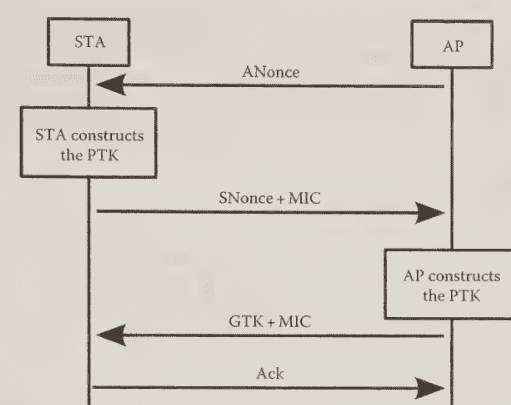 STA
AP
ANonce
STA constructs
the PTK
SNonce + MIC
AP constructs
the PTK
GTK + MIC
Ack